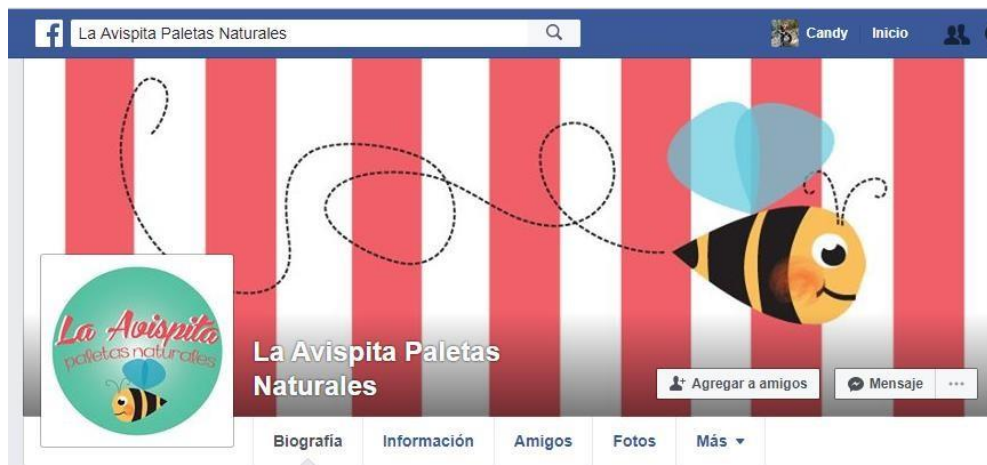 La Avispita Paletas Naturales
Candy
Inicio
La Avispita
paletas naturales
La Avispita Paletas
Naturales
Agregar a amigos
Mensaje
Biografía
Información
Amigos
Fotos
Más